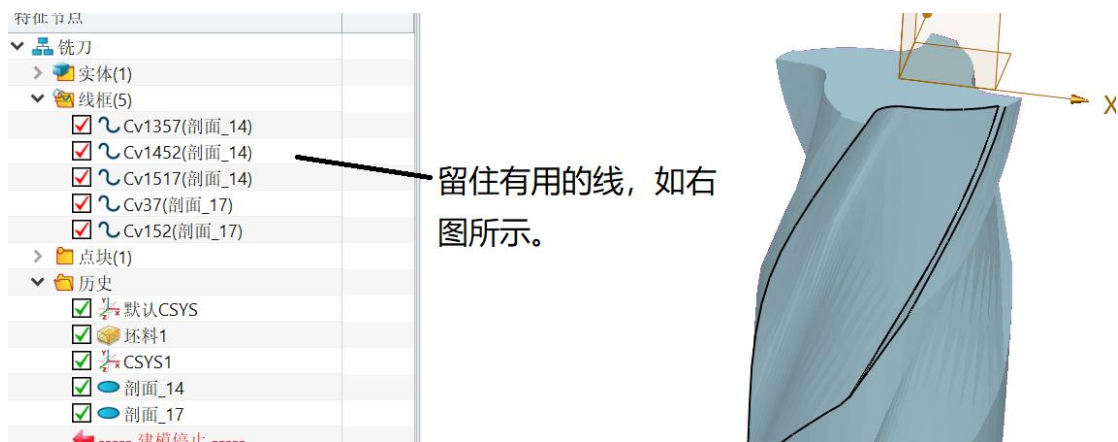 特征节点
铣刀
实体(1)
线框(5)
Cv1357(剖面_14)
Cv1452(剖面_14)
Cv1517(剖面_14)
Cv37(剖面_17)
Cv152(剖面_17)
点块(1)
历史
默认CSYS
坯料1
CSYS1
剖面_14
剖面_17
----- 建模停止 -----
留住有用的线，如右
图所示。
X